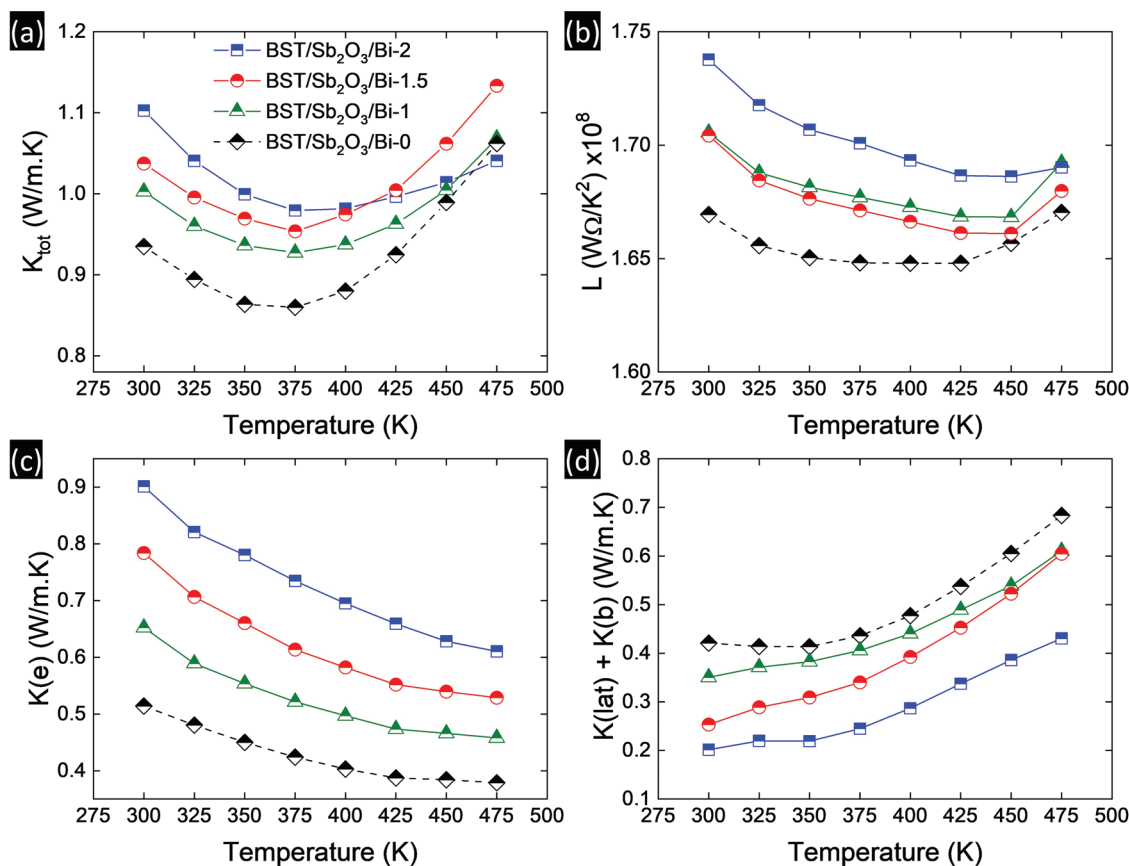 (a)
K_tot (W/m.K)
1.2
1.1
1.0
0.9
0.8
BST/Sb₂O₃/Bi-2
BST/Sb₂O₃/Bi-1.5
BST/Sb₂O₃/Bi-1
BST/Sb₂O₃/Bi-0
275 300 325 350 375 400 425 450 475 500
Temperature (K)
(b)
L (WΩ/K²) x10⁸
1.75
1.70
1.65
1.60
275 300 325 350 375 400 425 450 475 500
Temperature (K)
(c)
K(e) (W/m.K)
0.9
0.8
0.7
0.6
0.5
0.4
275 300 325 350 375 400 425 450 475 500
Temperature (K)
(d)
K(lat) + K(b) (W/m.K)
0.8
0.7
0.6
0.5
0.4
0.3
0.2
0.1
275 300 325 350 375 400 425 450 475 500
Temperature (K)